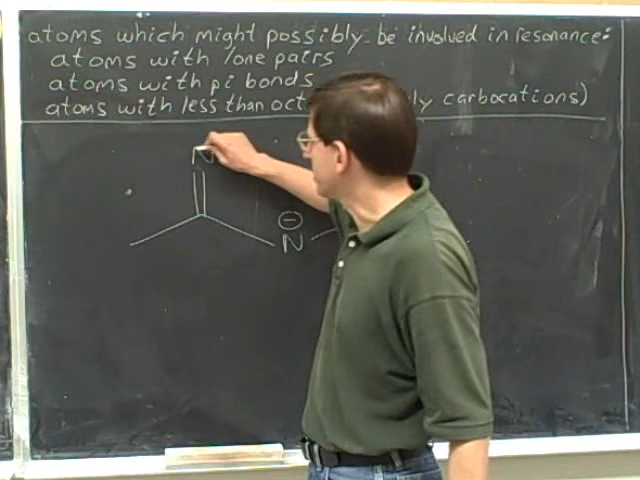 atoms which might possibly be involved in resonance:
atoms with lone pairs
atoms with pi bonds
atoms with less than oct ly carbocations)
N
N